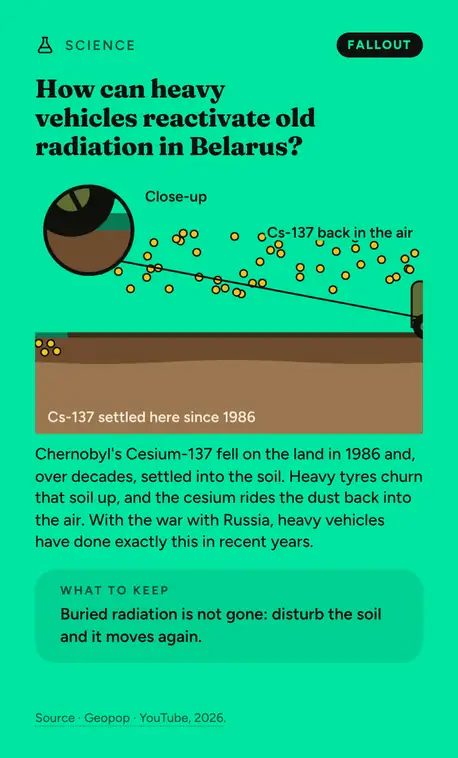 SCIENCE
FALLOUT
How can heavy
vehicles reactivate old
radiation in Belarus?
Close-up
Cs-137 back in the air
Cs-137 settled here since 1986
Chernobyl's Cesium-137 fell on the land in 1986 and,
over decades, settled into the soil. Heavy tyres churn
that soil up, and the cesium rides the dust back into
the air. With the war with Russia, heavy vehicles
have done exactly this in recent years.
WHAT TO KEEP
Buried radiation is not gone: disturb the soil
and it moves again.
Source · Geopop · YouTube, 2026.